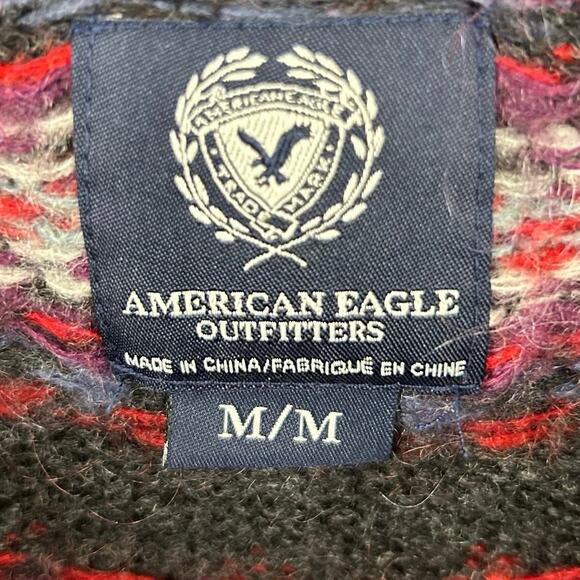 AMERICAN EAGLE
TRADE MARK
AMERICAN EAGLE
OUTFITTERS
MADE IN CHINA/FABRIQUÉ EN CHINE
M/M